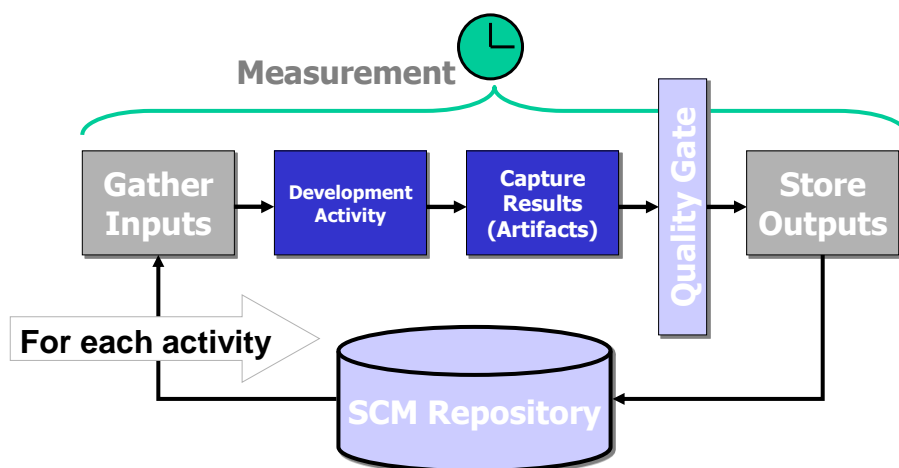 Measurement
Gather
Inputs
Development
Activity
Capture
Results
(Artifacts)
Quality Gate
Store
Outputs
For each activity
SCM Repository